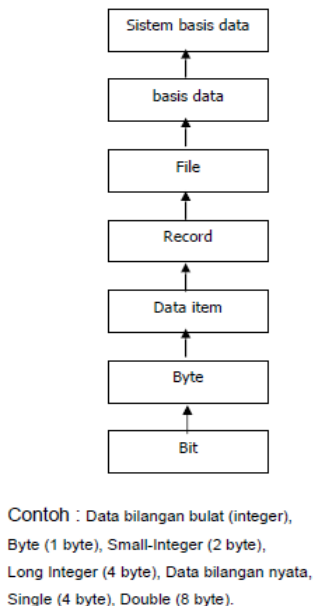 Sistem basis data
basis data
File
Record
Data item
Byte
Bit
Contoh : Data bilangan bulat (integer),
Byte (1 byte), Small-Integer (2 byte),
Long Integer (4 byte), Data bilangan nyata,
Single (4 byte), Double (8 byte).